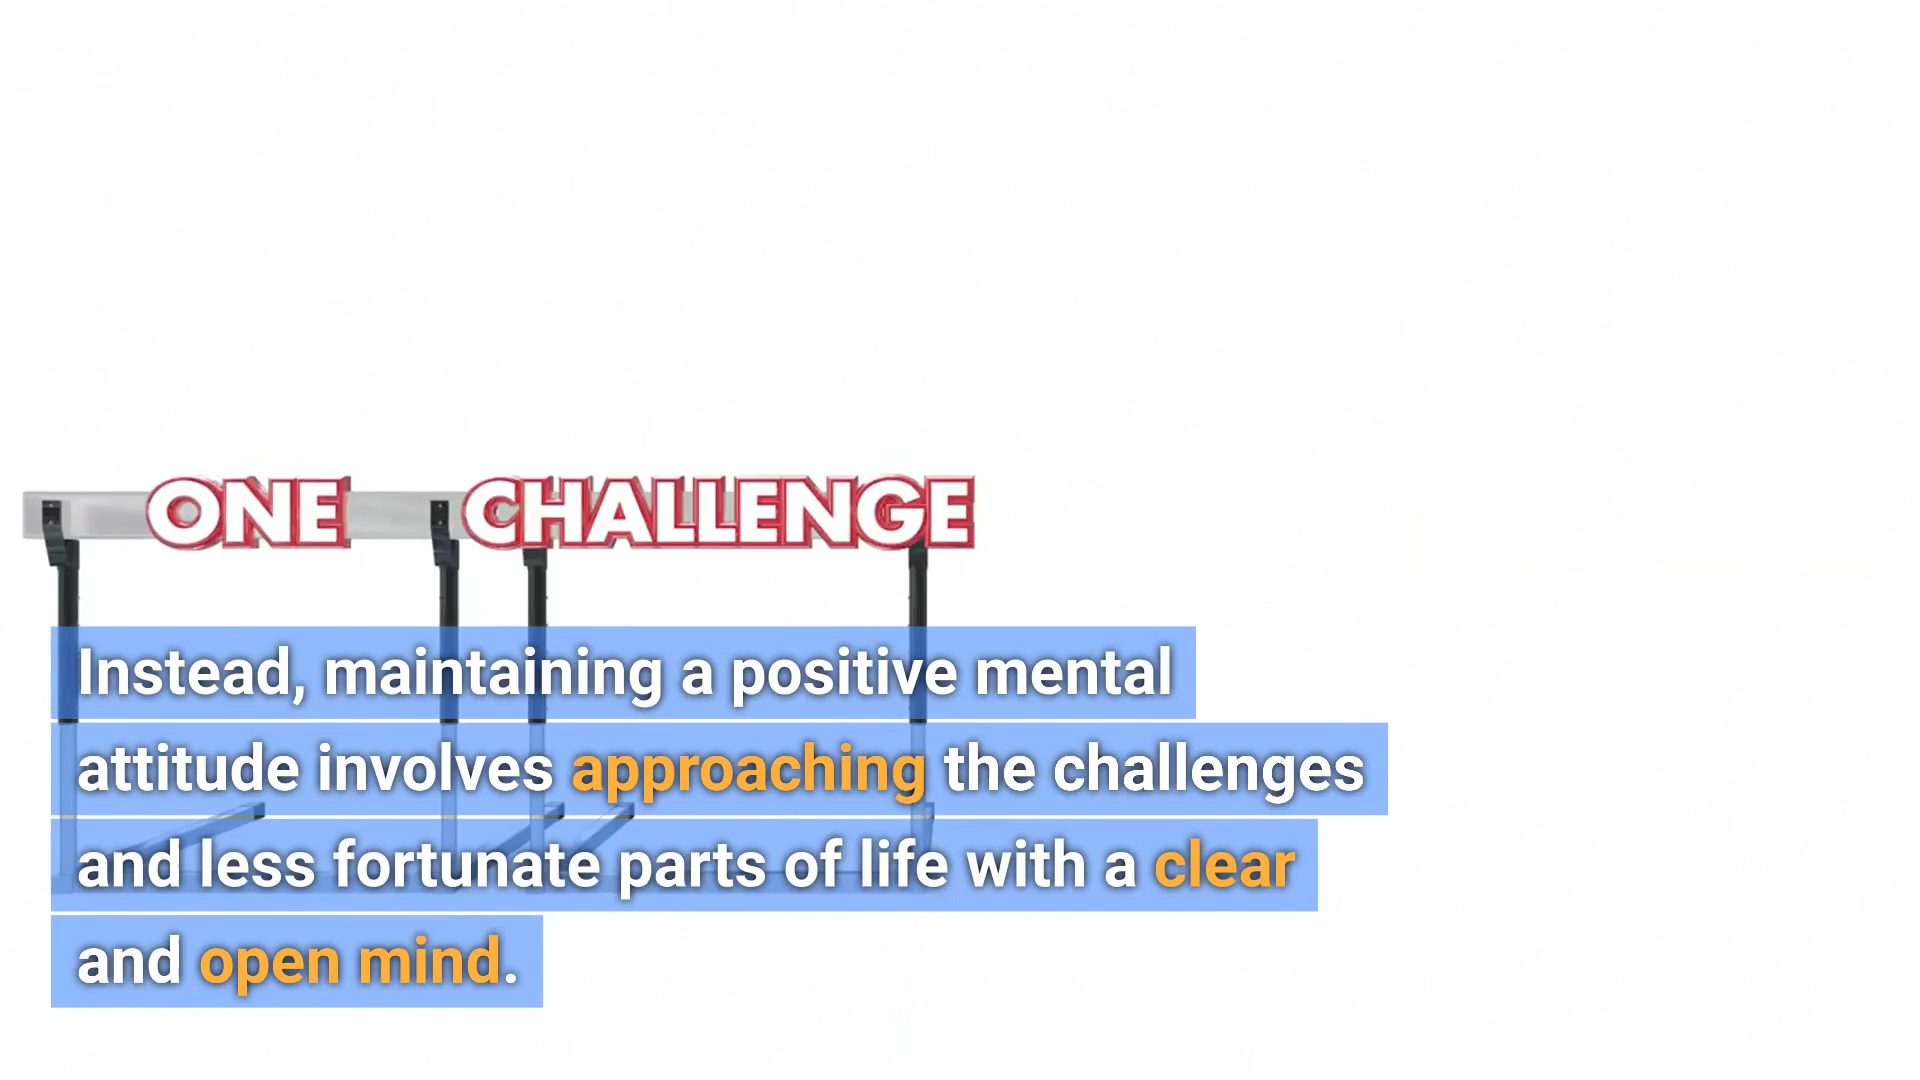 ONE CHALLENGE
Instead, maintaining a positive mental
attitude involves approaching the challenges
and less fortunate parts of life with a clear
and open mind.